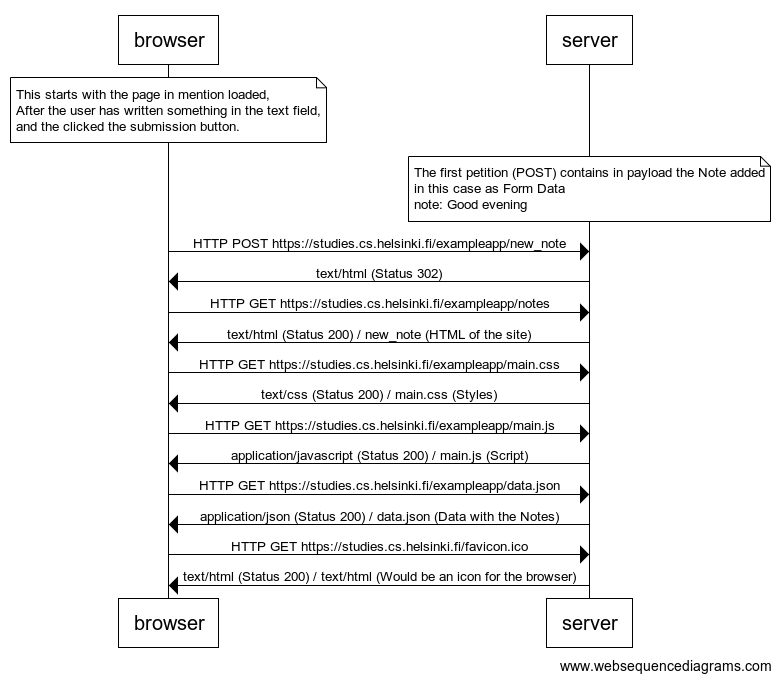 browser
server
This starts with the page in mention loaded,
After the user has written something in the text field,
and the clicked the submission button.
The first petition (POST) contains in payload the Note added
in this case as Form Data
note: Good evening
HTTP POST https://studies.cs.helsinki.fi/exampleapp/new_note
text/html (Status 302)
HTTP GET https://studies.cs.helsinki.fi/exampleapp/notes
text/html (Status 200) / new_note (HTML of the site)
HTTP GET https://studies.cs.helsinki.fi/exampleapp/main.css
text/css (Status 200) / main.css (Styles)
HTTP GET https://studies.cs.helsinki.fi/exampleapp/main.js
application/javascript (Status 200) / main.js (Script)
HTTP GET https://studies.cs.helsinki.fi/exampleapp/data.json
application/json (Status 200) / data.json (Data with the Notes)
HTTP GET https://studies.cs.helsinki.fi/favicon.ico
text/html (Status 200) / text/html (Would be an icon for the browser)
browser
server
www.websequencediagrams.com